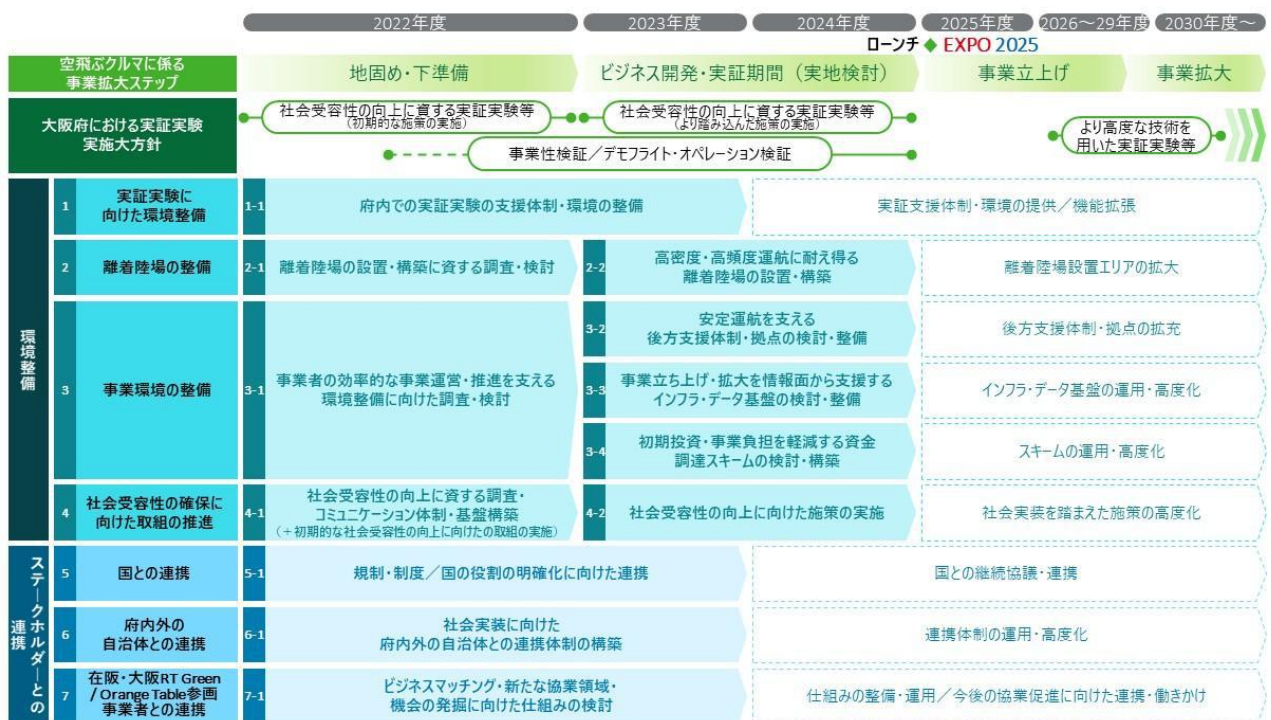 2022年度
2023年度
2024年度
2025年度
2026～29年度
2030年度～
ローンチ ◆ EXPO 2025
空飛ぶクルマに係る
事業拡大ステップ
地固め・下準備
ビジネス開発・実証期間（実地検討）
事業立上げ
事業拡大
大阪府における実証実験
実施大方針
社会受容性の向上に資する実証実験等
（初期的な施策の実施）
社会受容性の向上に資する実証実験等
（より踏み込んだ施策の実施）
事業性検証／デモフライト・オペレーション検証
より高度な技術を
用いた実証実験等
環境整備
1
実証実験に
向けた環境整備
1-1
府内での実証実験の支援体制・環境の整備
実証支援体制・環境の提供／機能拡張
2
離着陸場の整備
2-1
離着陸場の設置・構築に資する調査・検討
2-2
高密度・高頻度運航に耐え得る
離着陸場の設置・構築
離着陸場設置エリアの拡大
3
事業環境の整備
3-1
事業者の効率的な事業運営・推進を支える
環境整備に向けた調査・検討
3-2
安定運航を支える
後方支援体制・拠点の検討・整備
後方支援体制・拠点の拡充
3-3
事業立ち上げ・拡大を情報面から支援する
インフラ・データ基盤の検討・整備
インフラ・データ基盤の運用・高度化
3-4
初期投資・事業負担を軽減する資金
調達スキームの検討・構築
スキームの運用・高度化
4
社会受容性の確保に
向けた取組の推進
4-1
社会受容性の向上に資する調査・
コミュニケーション体制・基盤構築
（＋初期的な社会受容性の向上に向けたの取組の実施）
4-2
社会受容性の向上に向けた施策の実施
社会実装を踏まえた施策の高度化
ステークホルダーとの
連携
5
国との連携
5-1
規制・制度／国の役割の明確化に向けた連携
国との継続協議・連携
6
府内外の
自治体との連携
6-1
社会実装に向けた
府内外の自治体との連携体制の構築
連携体制の運用・高度化
7
在阪・大阪RT Green
/ Orange Table参画
事業者との連携
7-1
ビジネスマッチング・新たな協業領域・
機会の発掘に向けた仕組みの検討
仕組みの整備・運用／今後の協業促進に向けた連携・働きかけ